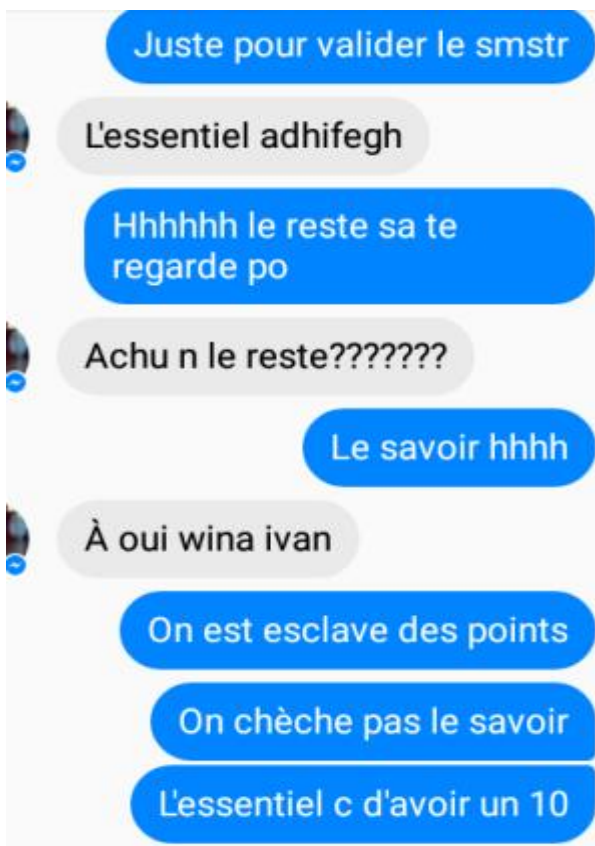 Juste pour valider le smstr
L'essentiel adhifegh
Hhhhhh le reste sa te
regarde po
Achu n le reste???????
Le savoir hhhh
À oui wina ivan
On est esclave des points
On chèche pas le savoir
L'essentiel c d'avoir un 10